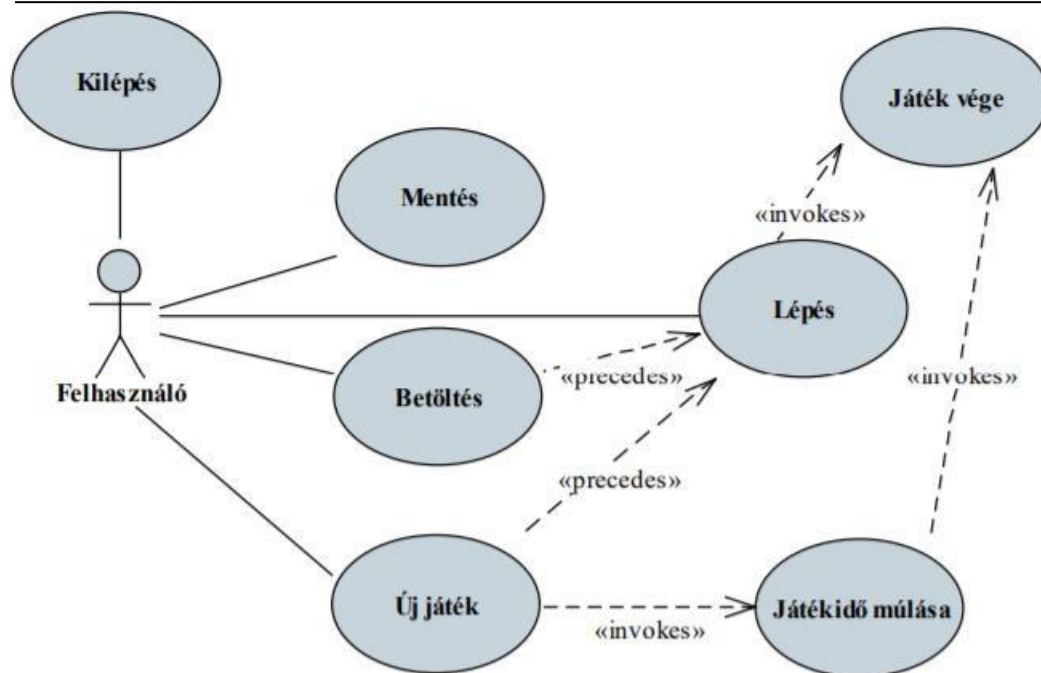 Kilépés
Játék vége
Mentés
«invokes»
Lépés
«precedes»
«invokes»
Felhasználó
Betöltés
«precedes»
Új játék
Játékidő múlása
«invokes»